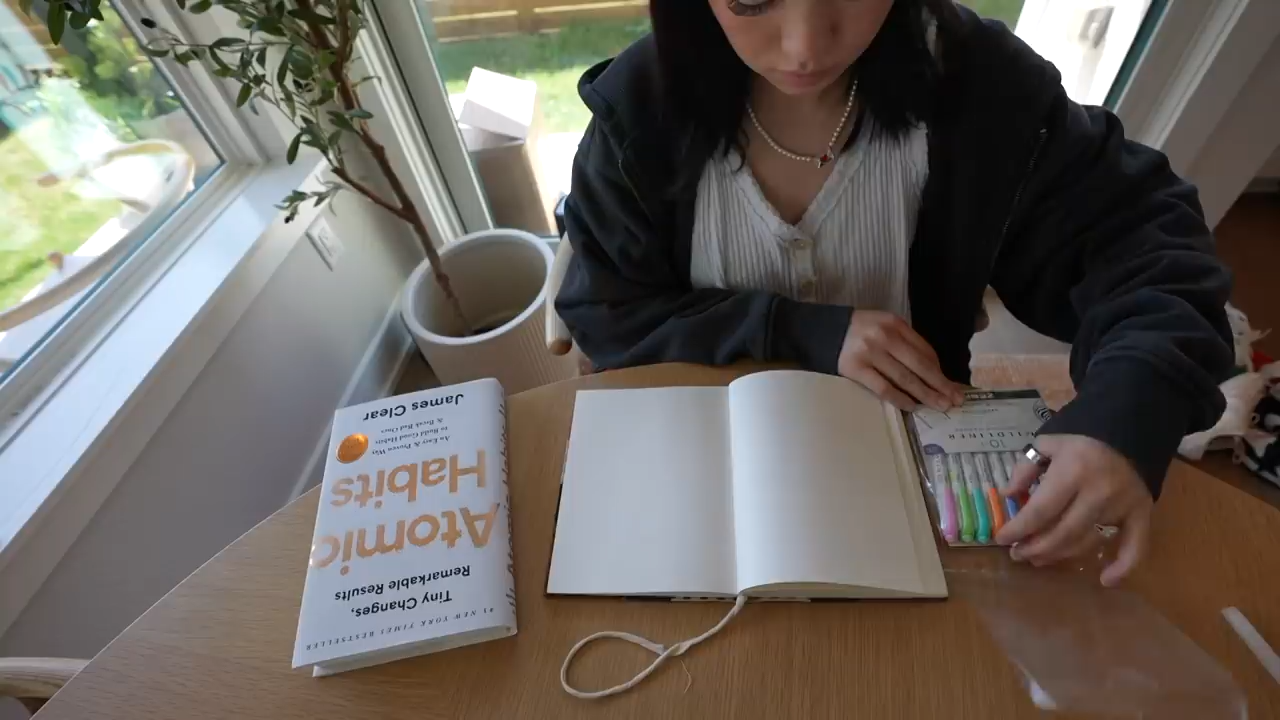 James Clear
An Easy & Proven Way
to Build Good Habits
& Break Bad Ones
Atomic
Habits
Tiny Changes,
Remarkable Results
#1 NEW YORK TIMES BESTSELLER
MILDLINER
10